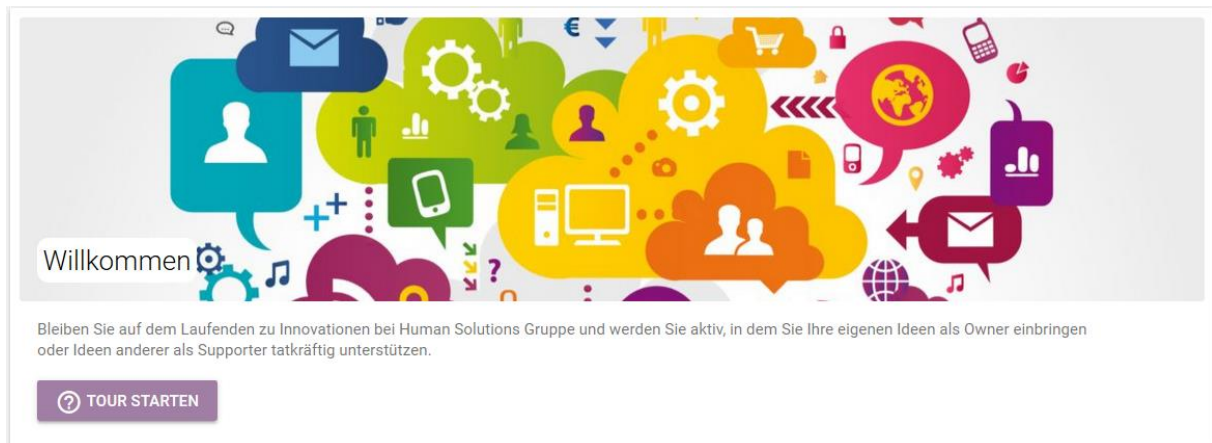 Willkommen
Bleiben Sie auf dem Laufenden zu Innovationen bei Human Solutions Gruppe und werden Sie aktiv, in dem Sie Ihre eigenen Ideen als Owner einbringen
oder Ideen anderer als Supporter tatkräftig unterstützen.
TOUR STARTEN